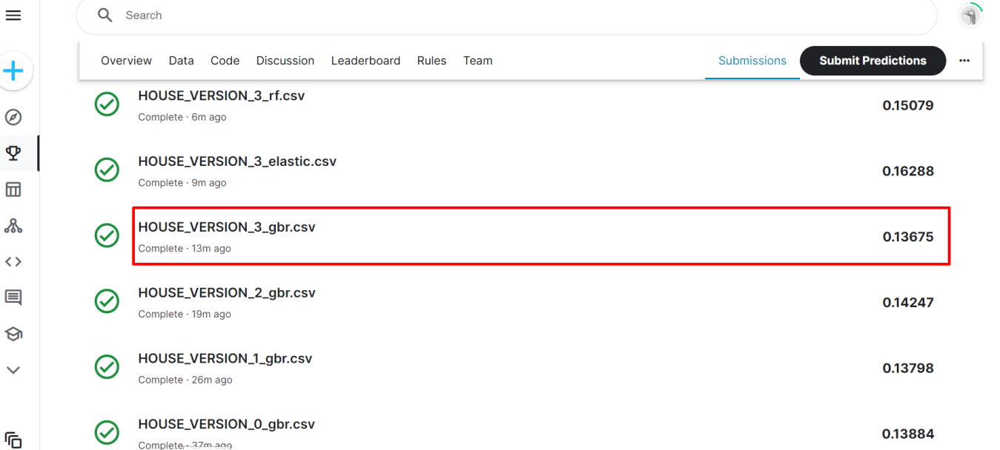 Search
Overview Data Code Discussion Leaderboard Rules Team Submissions Submit Predictions
HOUSE_VERSION_3_rf.csv
Complete · 6m ago
0.15079
HOUSE_VERSION_3_elastic.csv
Complete · 9m ago
0.16288
HOUSE_VERSION_3_gbr.csv
Complete · 13m ago
0.13675
HOUSE_VERSION_2_gbr.csv
Complete · 19m ago
0.14247
HOUSE_VERSION_1_gbr.csv
Complete · 26m ago
0.13798
HOUSE_VERSION_0_gbr.csv
Complete · 37m ago
0.13884